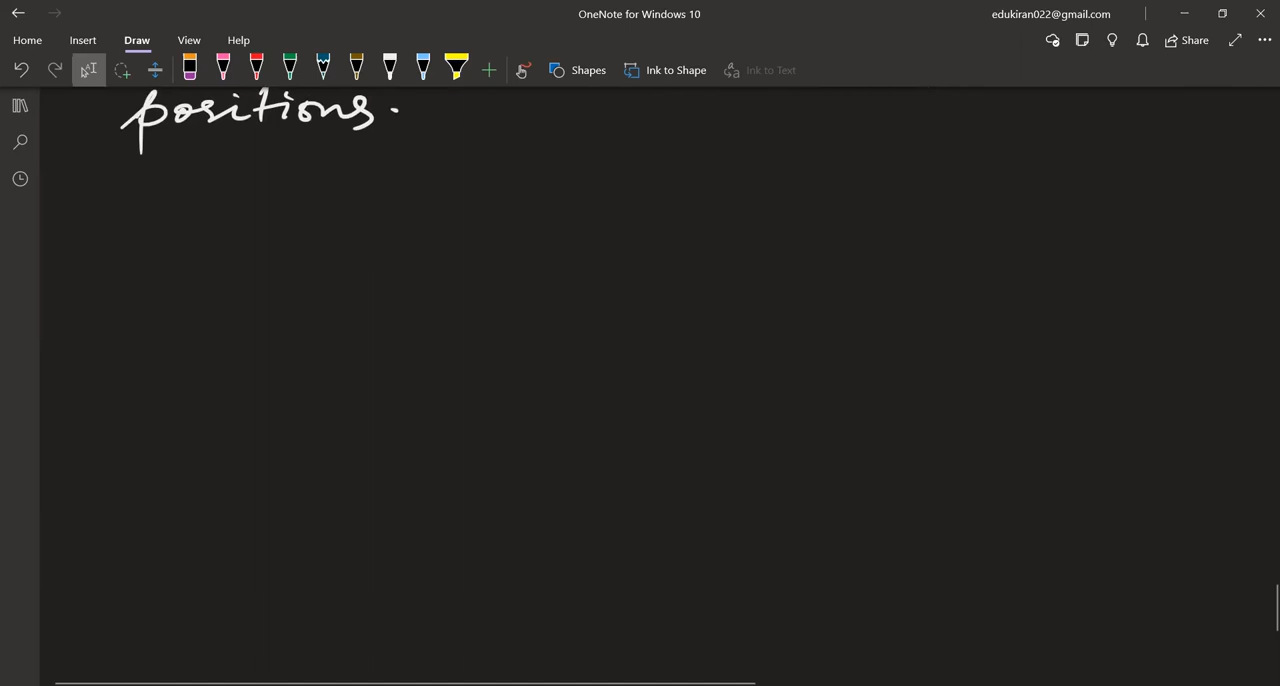 OneNote for Windows 10
edukiran022@gmail.com
Home Insert Draw View Help
Share
Shapes Ink to Shape Ink to Text
positions.